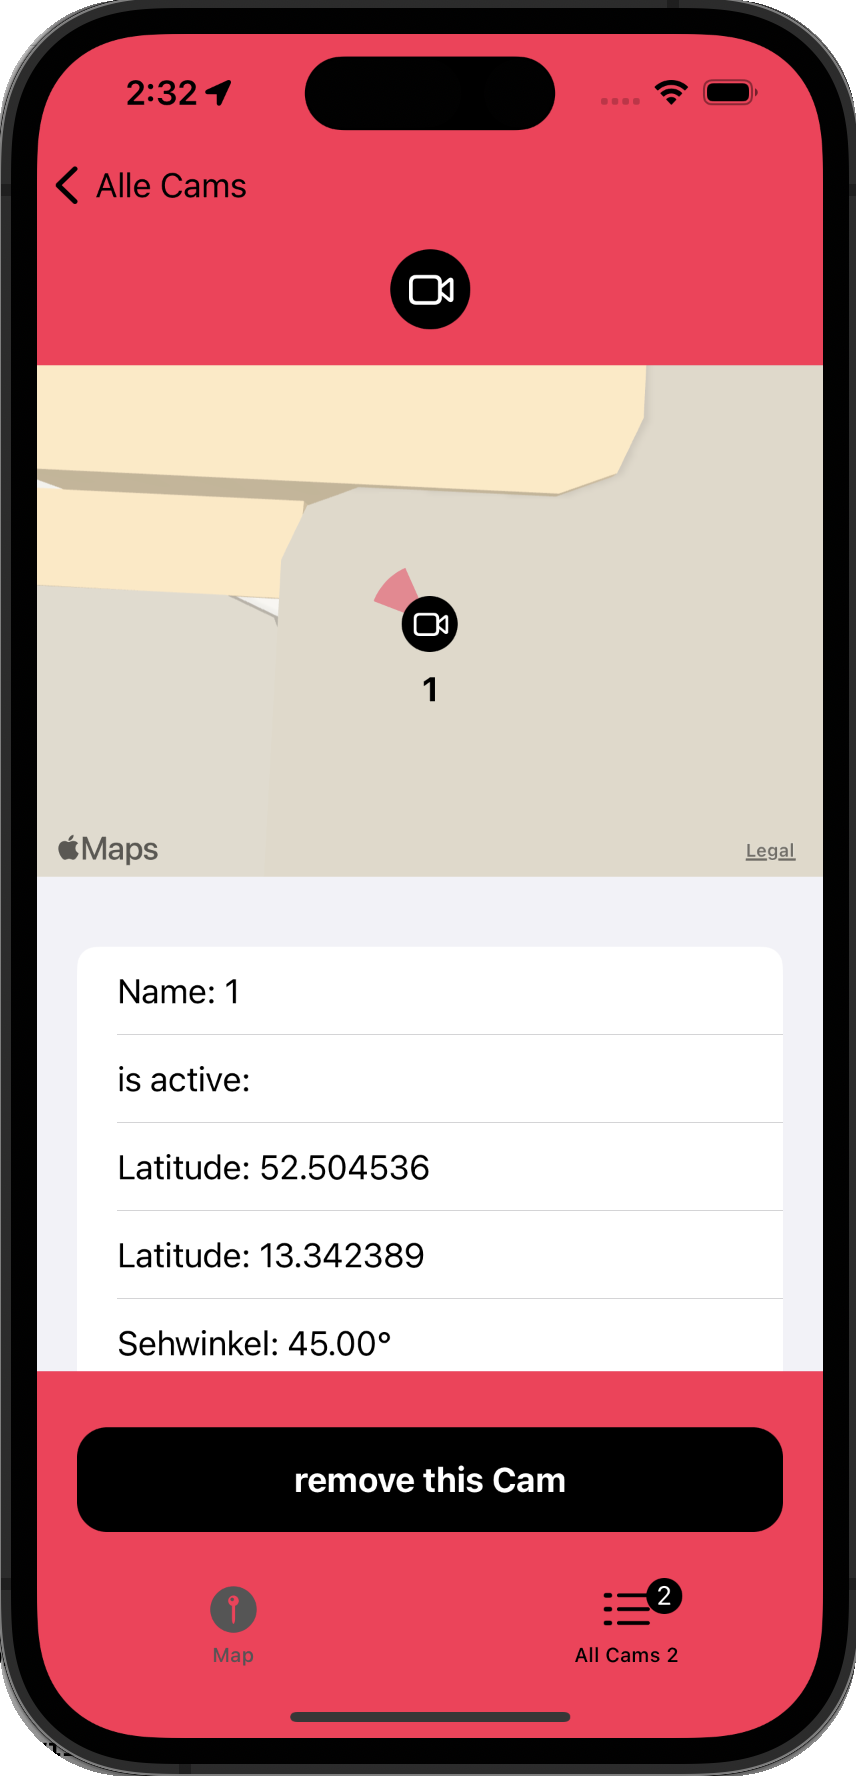 2:32
Alle Cams
1
Maps
Legal
Name: 1
is active:
Latitude: 52.504536
Latitude: 13.342389
Sehwinkel: 45.00°
remove this Cam
2
Map
All Cams 2